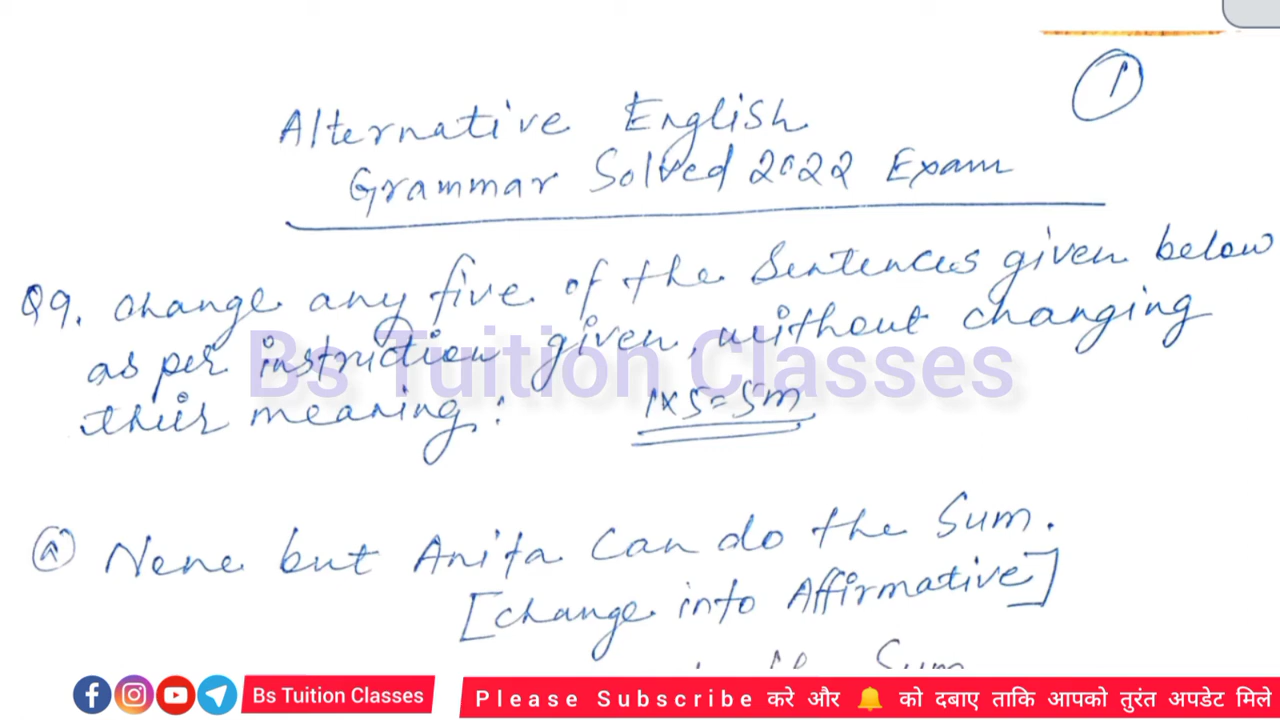 1
Alternative English
Grammar Solved 2022 Exam
Q9. Change any five of the Sentences given below
as per instriction given, without changing
their meaning: 1×5=5m
Bs Tuition Classes
(a) None but Anita Can do the Sum.
[Change into Affirmative]
Sum
Bs Tuition Classes
Please Subscribe करे और 🔔 को दबाए ताकि आपको तुरंत अपडेट मिले